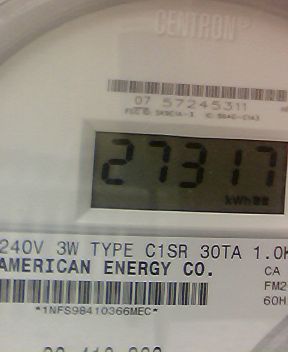 CENTRON®
07 57245311
27317
kWh
240V 3W TYPE C1SR 30TA 1.0K
AMERICAN ENERGY CO.
CA
FM2
60H
*1NFS98410366MEC*